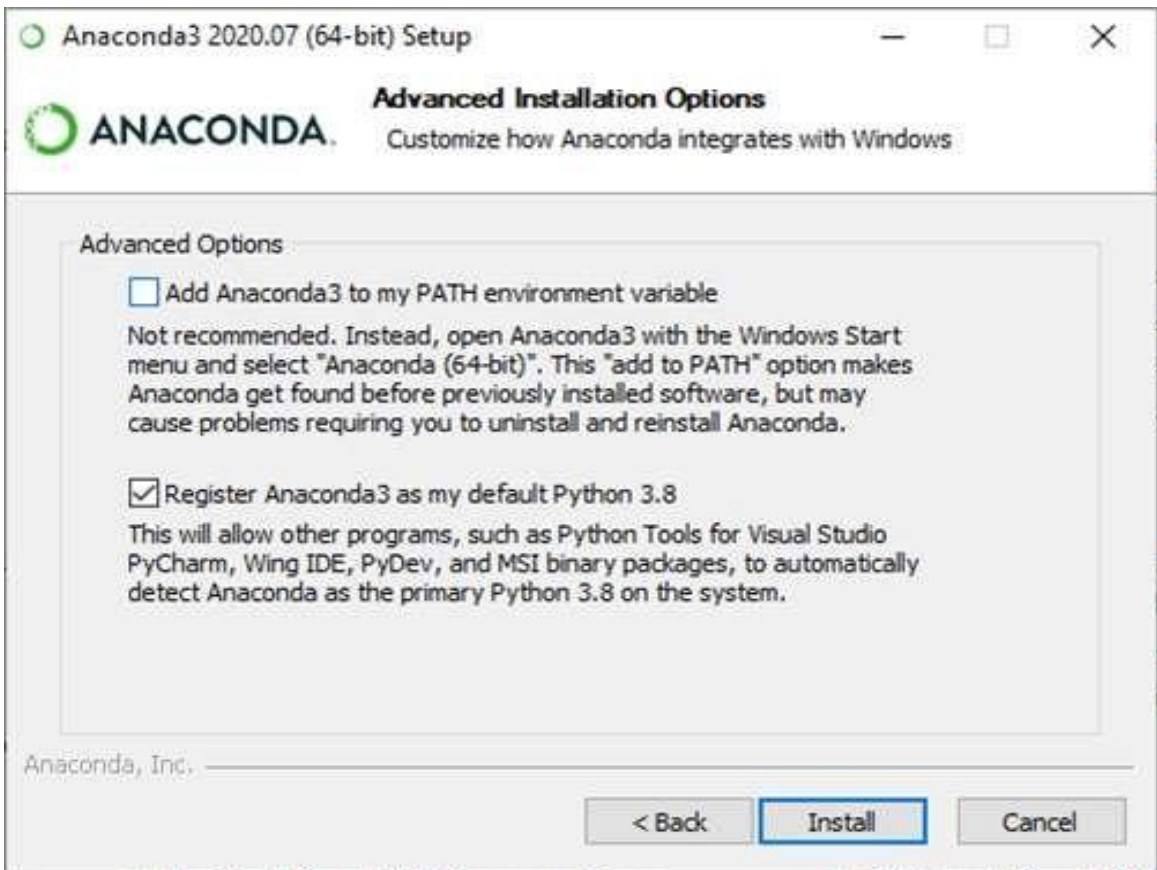 Anaconda3 2020.07 (64-bit) Setup
ANACONDA.
Advanced Installation Options
Customize how Anaconda integrates with Windows
Advanced Options
Add Anaconda3 to my PATH environment variable
Not recommended. Instead, open Anaconda3 with the Windows Start
menu and select "Anaconda (64-bit)". This "add to PATH" option makes
Anaconda get found before previously installed software, but may
cause problems requiring you to uninstall and reinstall Anaconda.
Register Anaconda3 as my default Python 3.8
This will allow other programs, such as Python Tools for Visual Studio
PyCharm, Wing IDE, PyDev, and MSI binary packages, to automatically
detect Anaconda as the primary Python 3.8 on the system.
Anaconda, Inc.
< Back Install Cancel